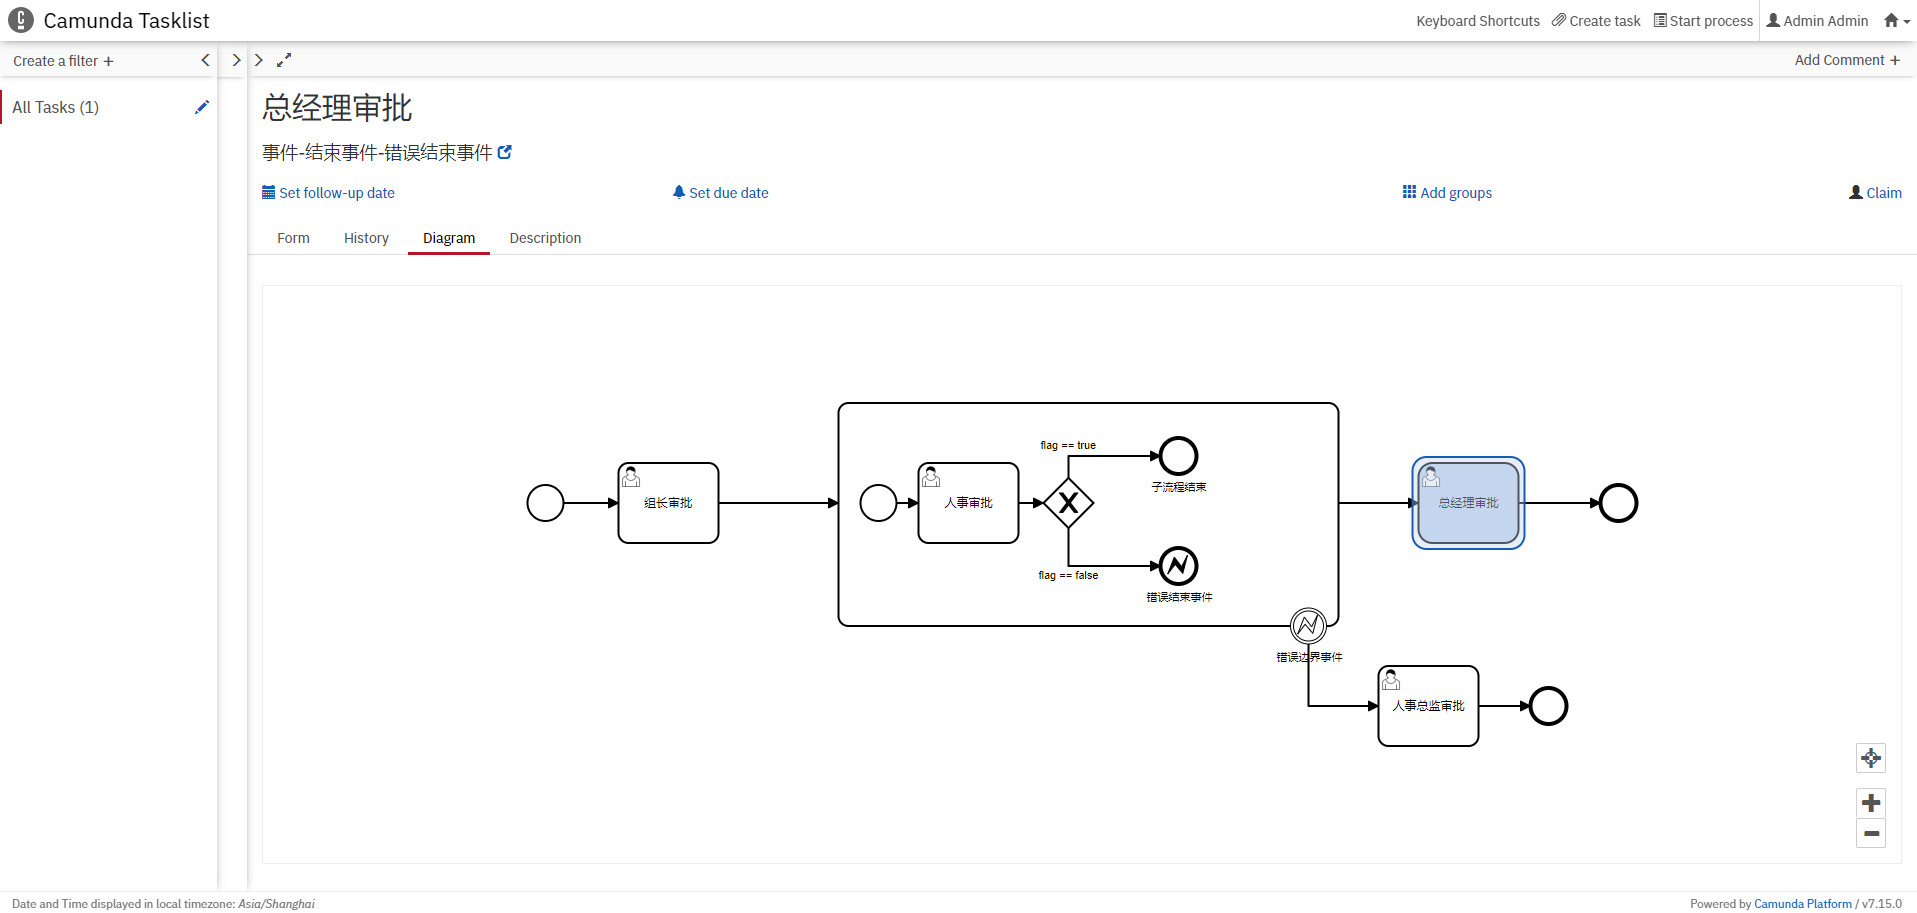 Camunda Tasklist
Keyboard Shortcuts
Create task
Start process
Admin Admin
Create a filter +
Add Comment +
All Tasks (1)
总经理审批
事件-结束事件-错误结束事件
Set follow-up date
Set due date
Add groups
Claim
Form
History
Diagram
Description
flag == true
子流程结束
组长审批
人事审批
总经理审批
flag == false
错误结束事件
错误边界事件
人事总监审批
Date and Time displayed in local timezone: Asia/Shanghai
Powered by Camunda Platform / v7.15.0